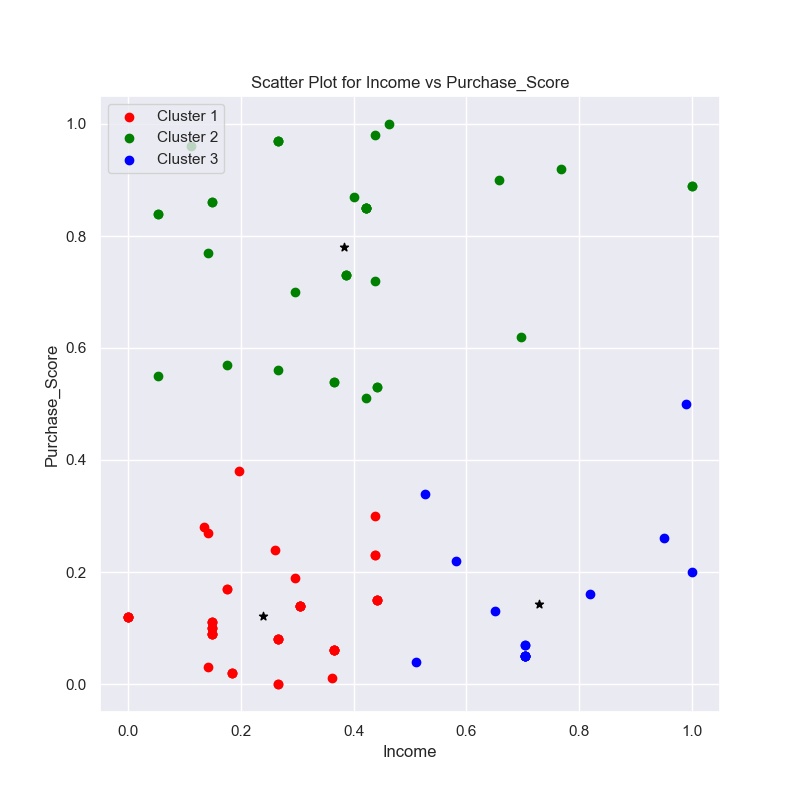 Scatter Plot for Income vs Purchase_Score
Cluster 1
Cluster 2
Cluster 3
1.0
0.8
0.6
0.4
0.2
0.0
Purchase_Score
0.0 0.2 0.4 0.6 0.8 1.0
Income